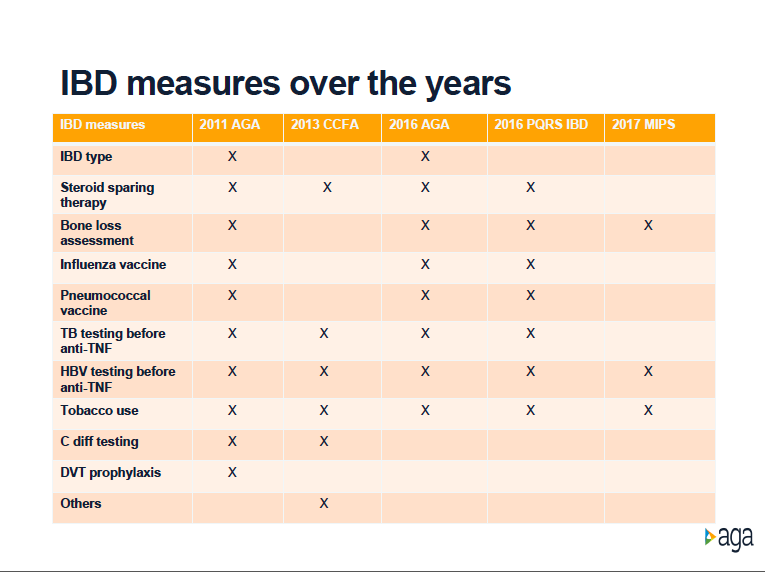 IBD measures over the years
IBD measures 2011 AGA 2013 CCFA 2016 AGA 2016 PQRS IBD 2017 MIPS
IBD type X X
Steroid sparing X X X X
therapy
Bone loss X X X X
assessment
Influenza vaccine X X X
Pneumococcal X X X
vaccine
TB testing before X X X X
anti-TNF
HBV testing before X X X X X
anti-TNF
Tobacco use X X X X X
C diff testing X X
DVT prophylaxis X
Others X
aga